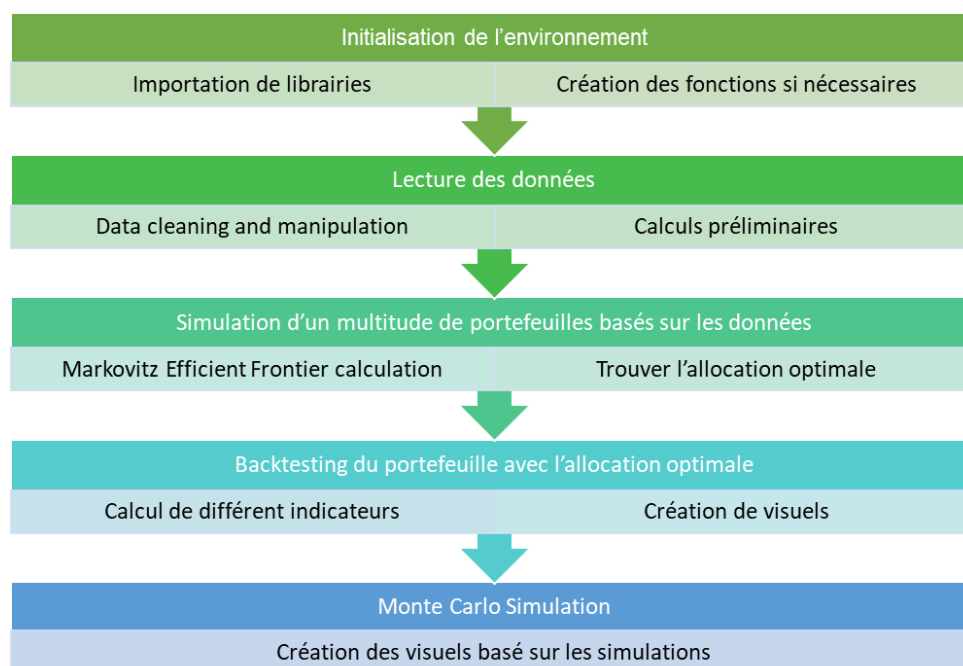 Initialisation de l'environnement
Importation de librairies
Création des fonctions si nécessaires
Lecture des données
Data cleaning and manipulation
Calculs préliminaires
Simulation d'un multitude de portefeuilles basés sur les données
Markovitz Efficient Frontier calculation
Trouver l'allocation optimale
Backtesting du portefeuille avec l'allocation optimale
Calcul de différent indicateurs
Création de visuels
Monte Carlo Simulation
Création des visuels basé sur les simulations